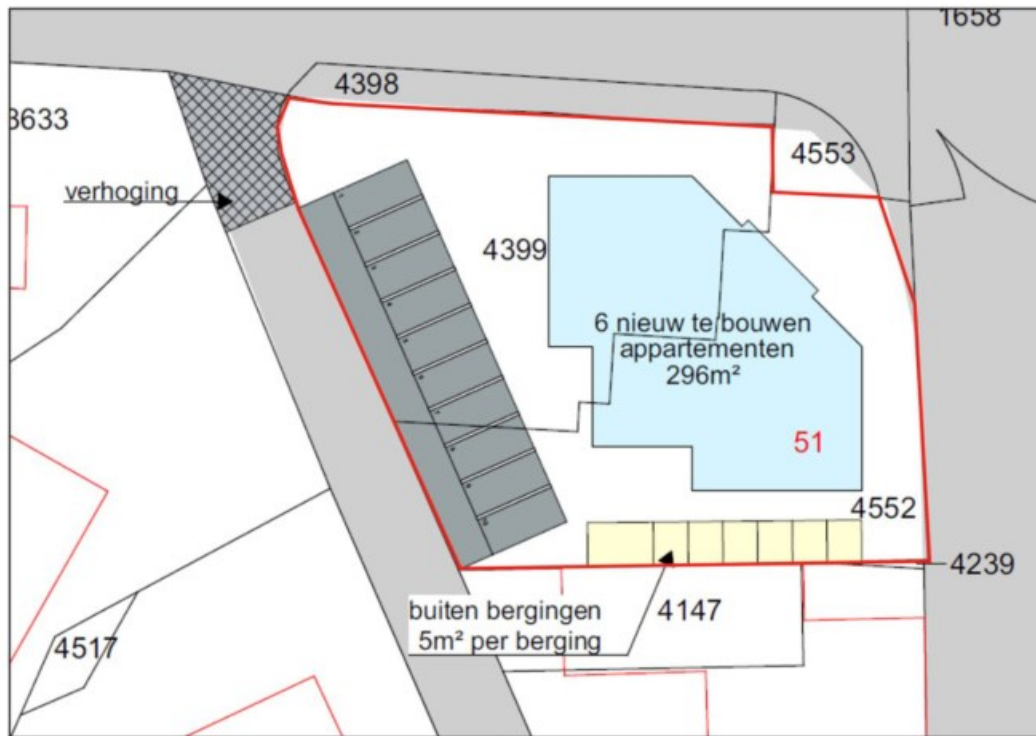 1658
4398
3633
4553
verhoging
4399
6 nieuw te bouwen
appartementen
296m²
51
4552
4239
buiten bergingen
5m² per berging
4147
4517